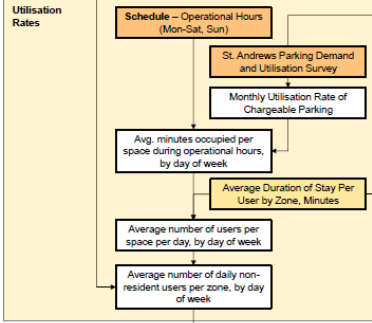 Utilisation
Rates
Schedule – Operational Hours
(Mon-Sat, Sun)
St. Andrews Parking Demand
and Utilisation Survey
Monthly Utilisation Rate of
Chargeable Parking
Avg. minutes occupied per
space during operational hours,
by day of week
Average Duration of Stay Per
User by Zone, Minutes
Average number of users per
space per day, by day of week
Average number of daily non-
resident users per zone, by day
of week